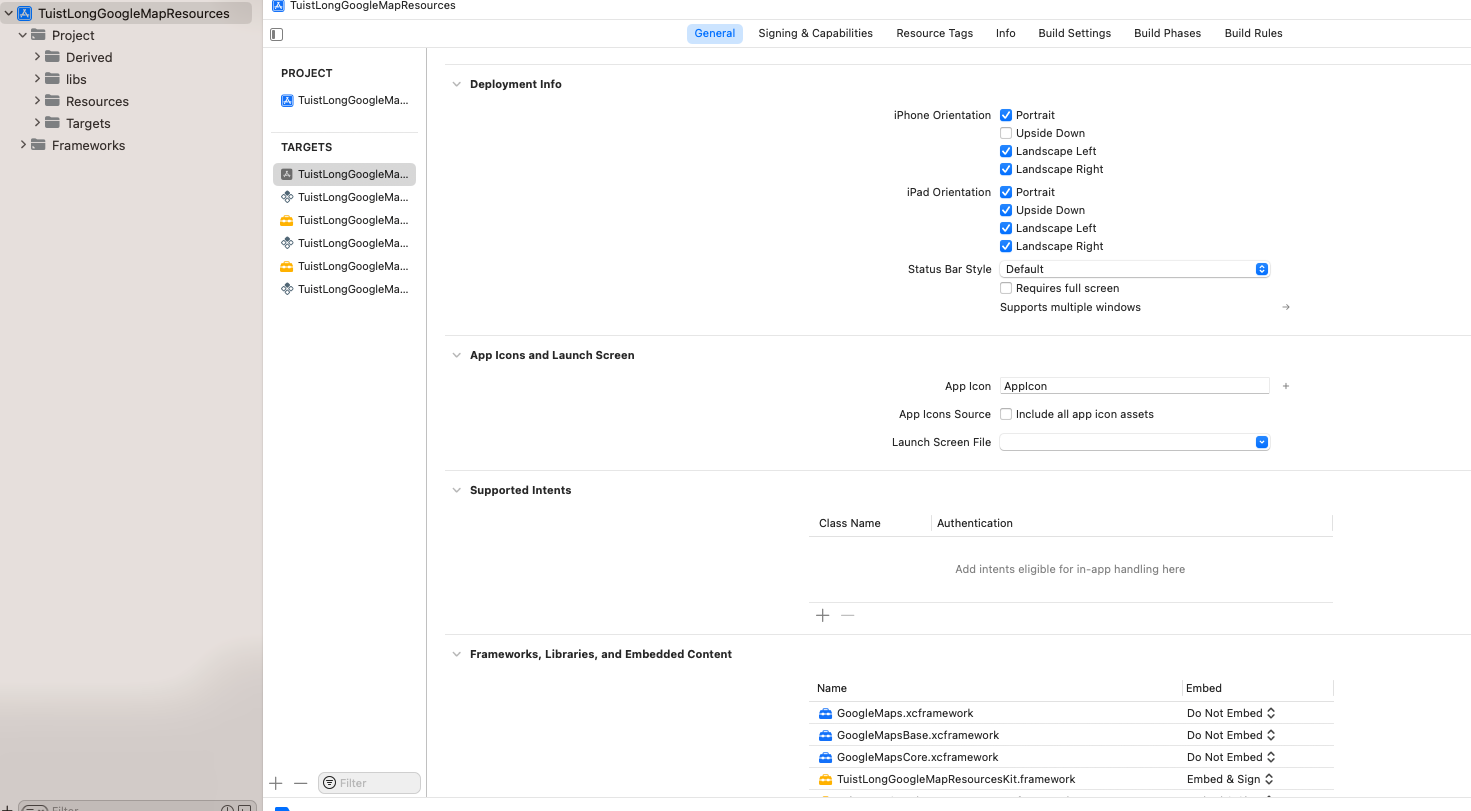 TuistLongGoogleMapResources
Project
Derived
libs
Resources
Targets
Frameworks
Filter
TuistLongGoogleMapResources
General
Signing & Capabilities
Resource Tags
Info
Build Settings
Build Phases
Build Rules
PROJECT
TuistLongGoogleMa...
TARGETS
TuistLongGoogleMa...
TuistLongGoogleMa...
TuistLongGoogleMa...
TuistLongGoogleMa...
TuistLongGoogleMa...
TuistLongGoogleMa...
Filter
Deployment Info
iPhone Orientation
Portrait
Upside Down
Landscape Left
Landscape Right
iPad Orientation
Portrait
Upside Down
Landscape Left
Landscape Right
Status Bar Style
Default
Requires full screen
Supports multiple windows
App Icons and Launch Screen
App Icon
AppIcon
App Icons Source
Include all app icon assets
Launch Screen File
Supported Intents
Class Name
Authentication
Add intents eligible for in-app handling here
Frameworks, Libraries, and Embedded Content
Name
Embed
GoogleMaps.xcframework
Do Not Embed
GoogleMapsBase.xcframework
Do Not Embed
GoogleMapsCore.xcframework
Do Not Embed
TuistLongGoogleMapResourcesKit.framework
Embed & Sign